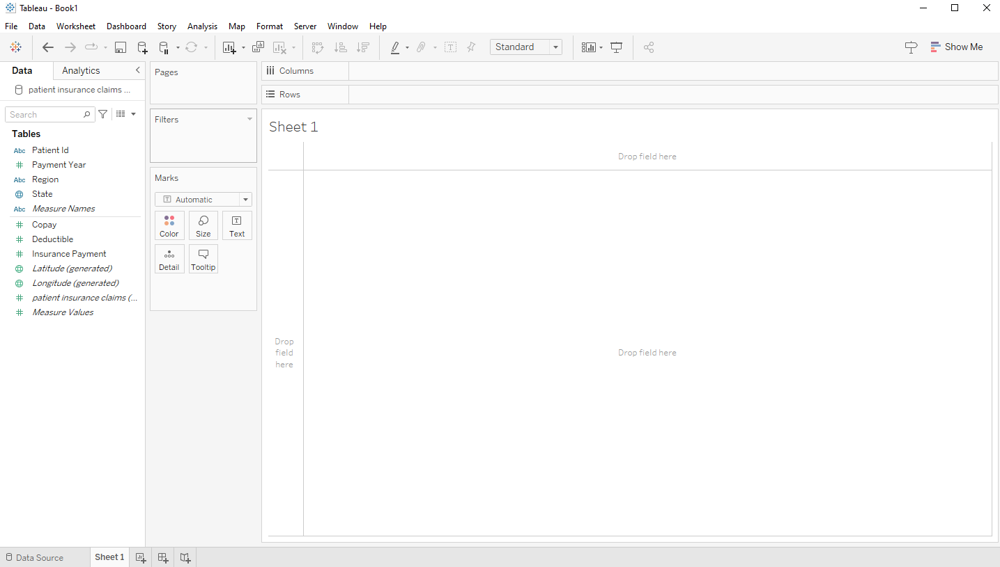 Tableau - Book1
File Data Worksheet Dashboard Story Analysis Map Format Server Window Help
Standard
Show Me
Data Analytics
patient insurance claims ...
Search
Tables
Abc Patient Id
Payment Year
Abc Region
State
Abc Measure Names
Copay
Deductible
Insurance Payment
Latitude (generated)
Longitude (generated)
patient insurance claims (...
Measure Values
Pages
Filters
Marks
T Automatic
Color Size Text
Detail Tooltip
Columns
Rows
Sheet 1
Drop field here
Drop
field
here
Drop field here
Data Source Sheet 1